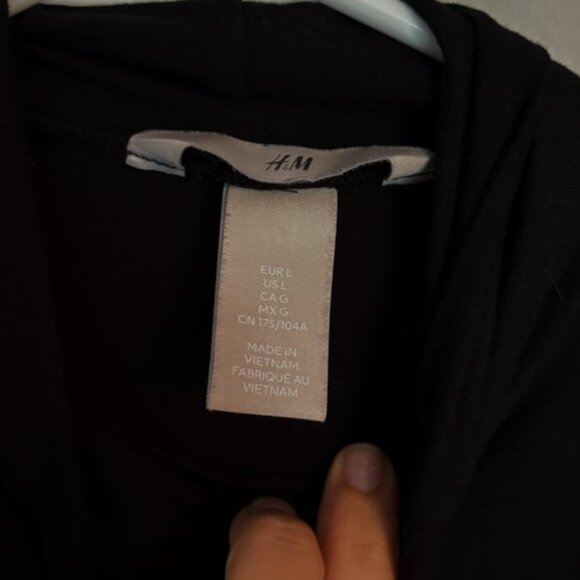 H&M
EUR L
US L
CA G
MX G
CN 175/104A
MADE IN
VIETNAM
FABRIQUÉ AU
VIETNAM